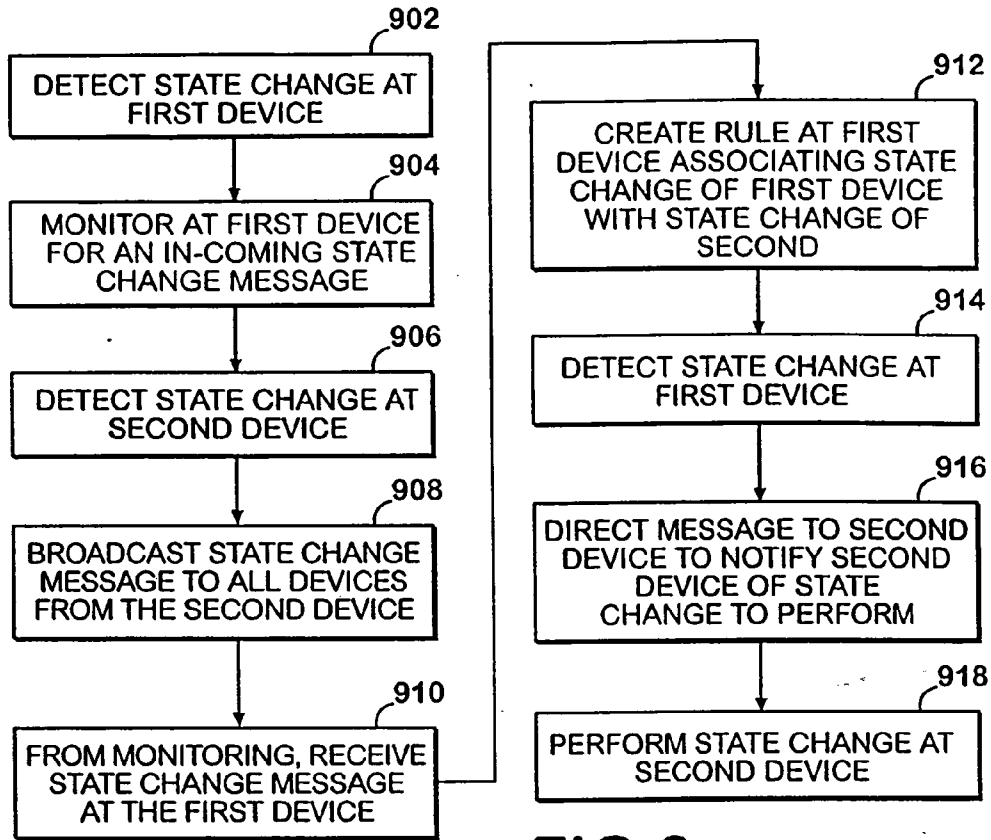 902
DETECT STATE CHANGE AT
FIRST DEVICE
904
MONITOR AT FIRST DEVICE
FOR AN IN-COMING STATE
CHANGE MESSAGE
906
DETECT STATE CHANGE AT
SECOND DEVICE
908
BROADCAST STATE CHANGE
MESSAGE TO ALL DEVICES
FROM THE SECOND DEVICE
910
FROM MONITORING, RECEIVE
STATE CHANGE MESSAGE
AT THE FIRST DEVICE
912
CREATE RULE AT FIRST
DEVICE ASSOCIATING STATE
CHANGE OF FIRST DEVICE
WITH STATE CHANGE OF
SECOND
914
DETECT STATE CHANGE AT
FIRST DEVICE
916
DIRECT MESSAGE TO SECOND
DEVICE TO NOTIFY SECOND
DEVICE OF STATE
CHANGE TO PERFORM
918
PERFORM STATE CHANGE AT
SECOND DEVICE